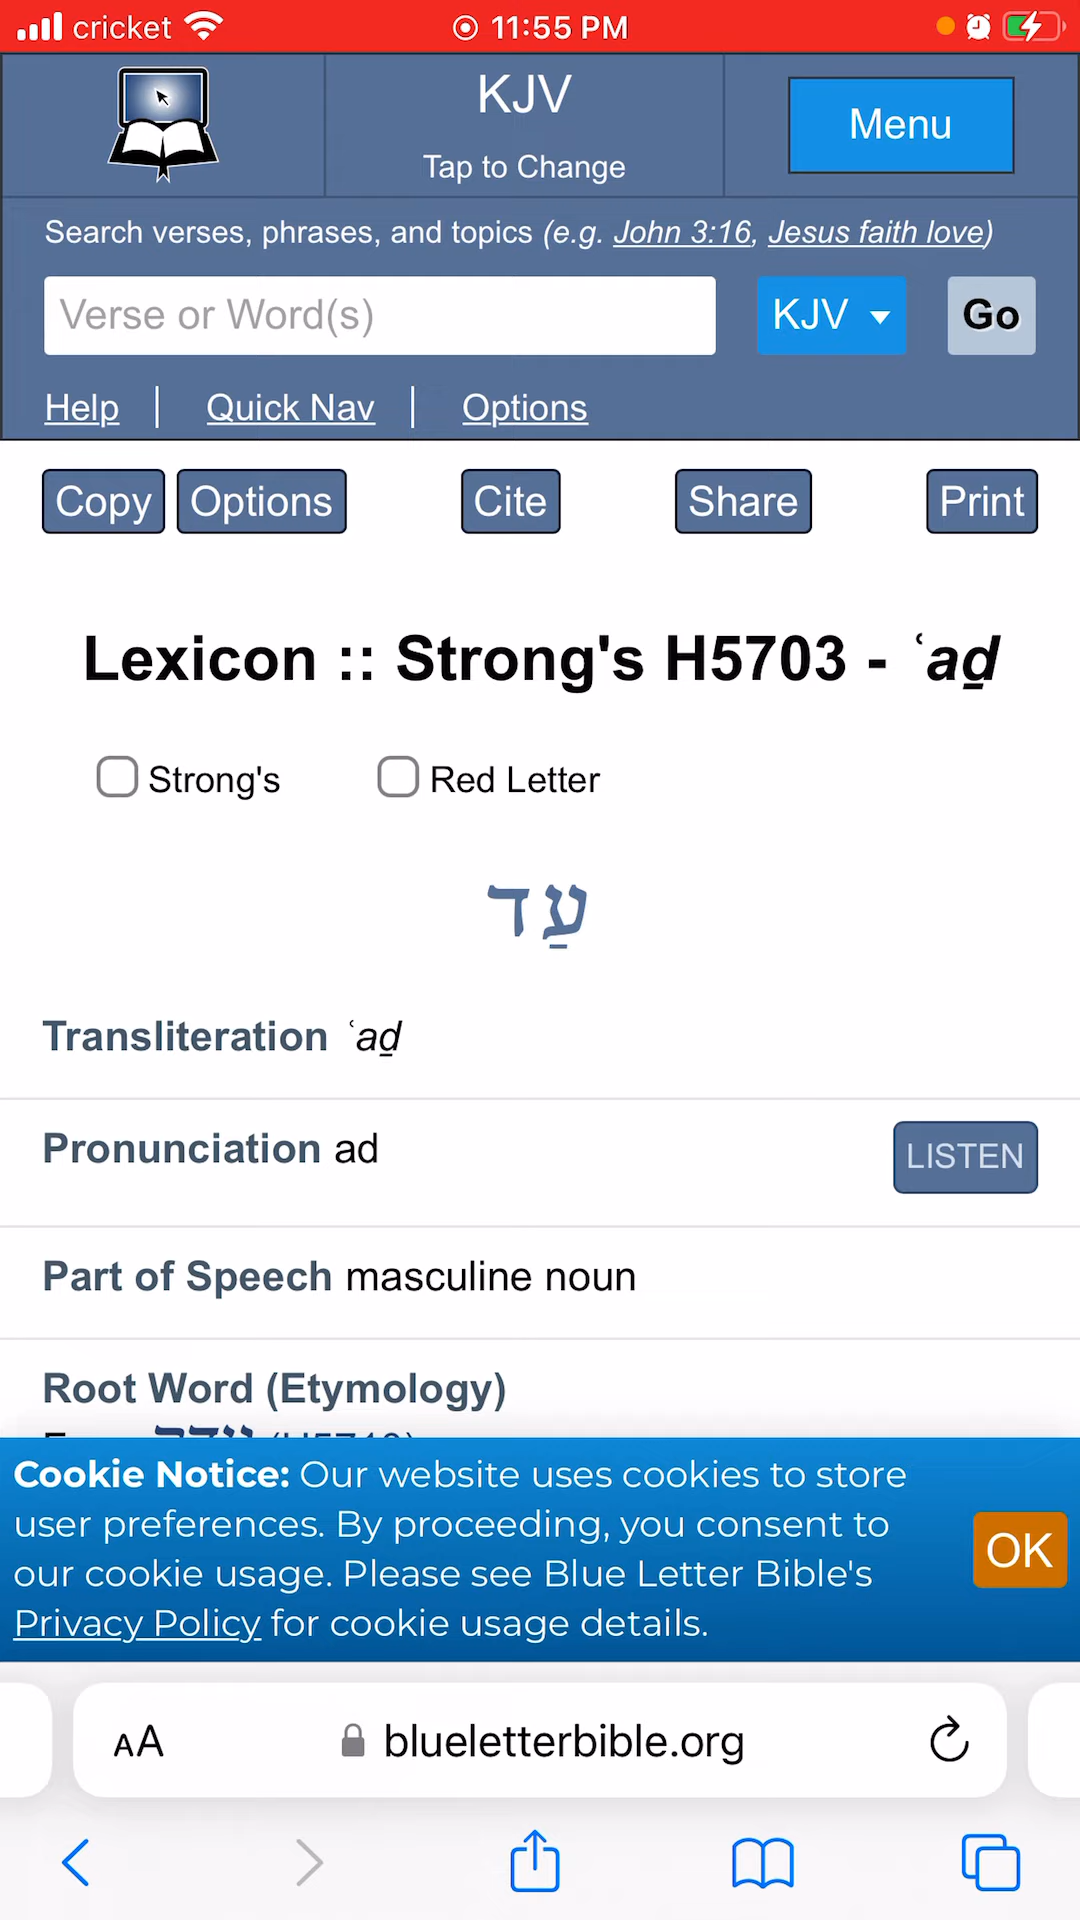 cricket 11:55 PM
KJV
Tap to Change
Menu
Search verses, phrases, and topics (e.g. John 3:16, Jesus faith love)
Verse or Word(s) KJV Go
Help | Quick Nav | Options
Copy Options Cite Share Print
Lexicon :: Strong's H5703 - ʿaḏ
Strong's Red Letter
עַד
Transliteration ʿaḏ
Pronunciation ad LISTEN
Part of Speech masculine noun
Root Word (Etymology)
Cookie Notice: Our website uses cookies to store
user preferences. By proceeding, you consent to
our cookie usage. Please see Blue Letter Bible's
Privacy Policy for cookie usage details.
OK
AA blueletterbible.org